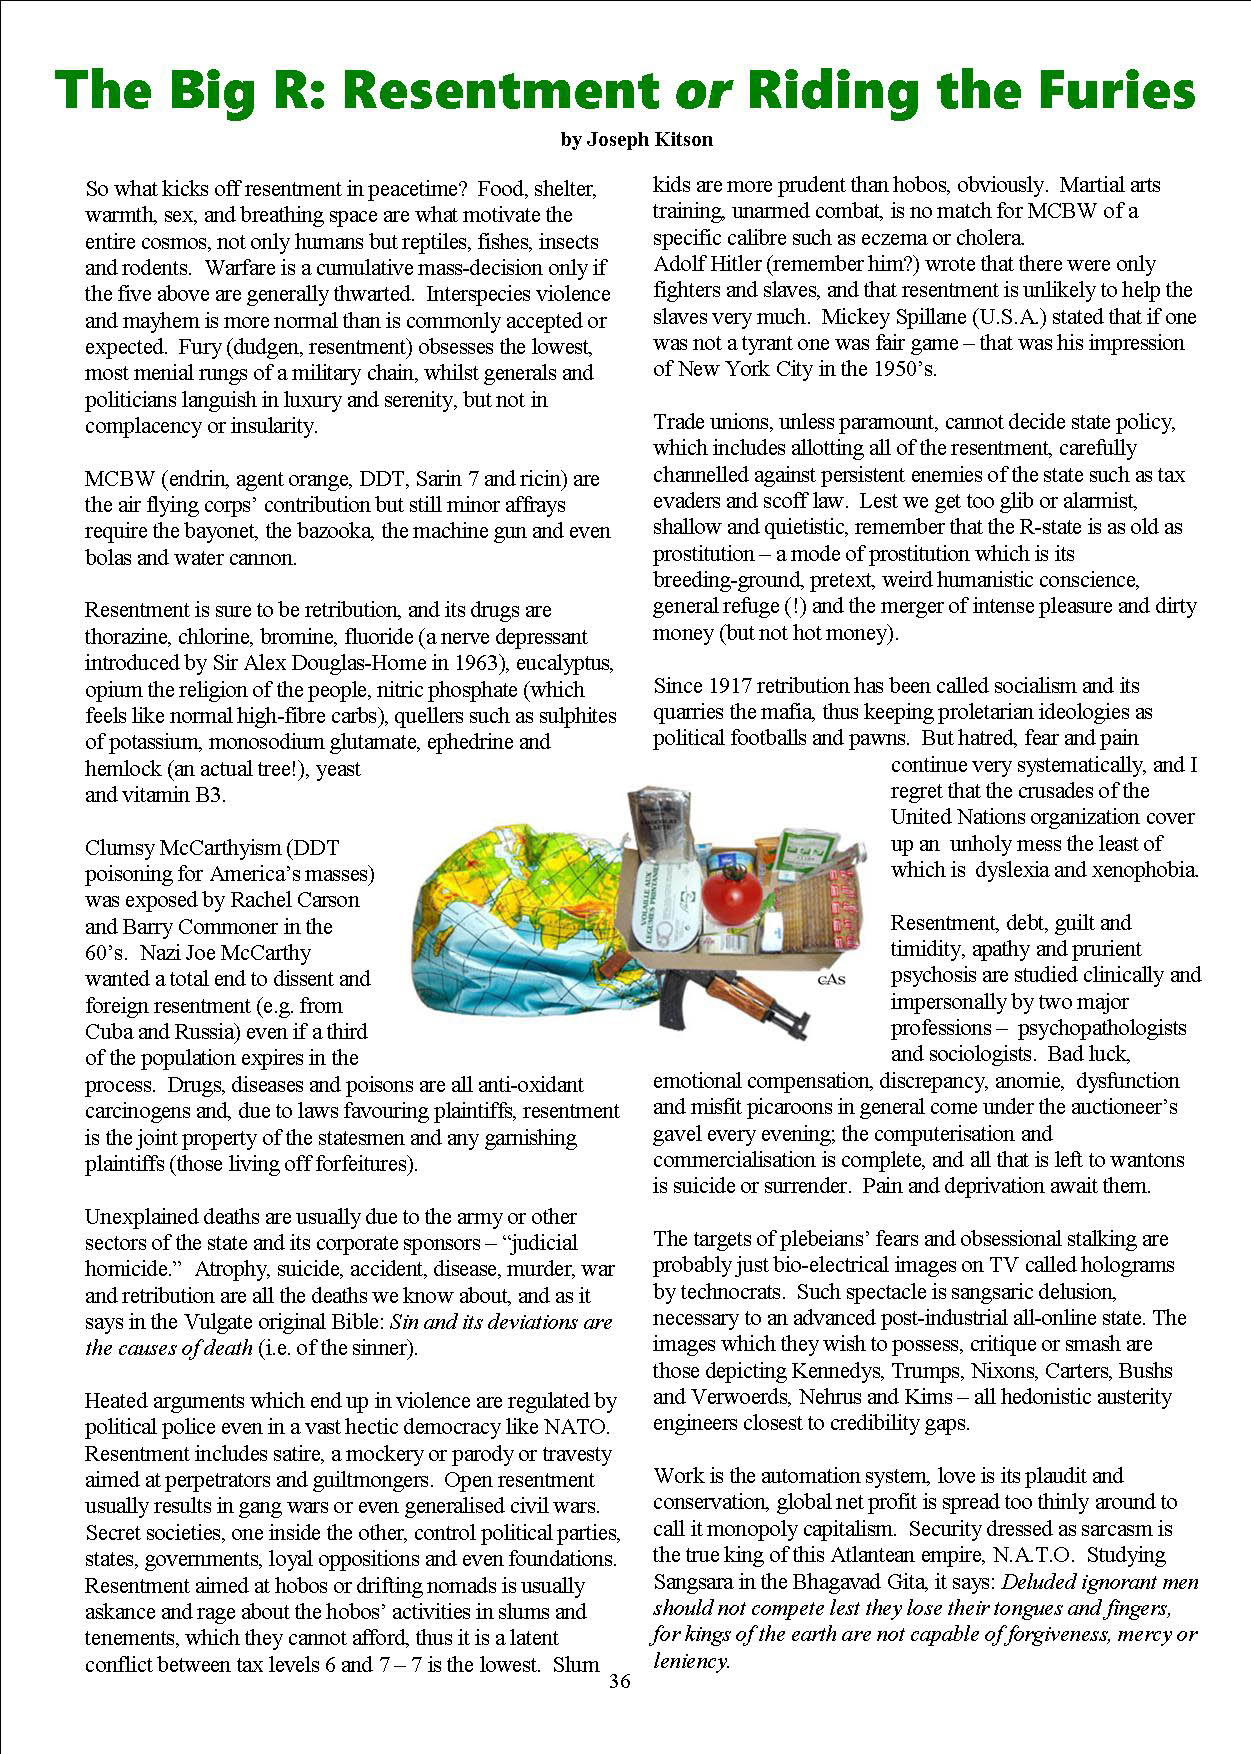 The Big R: Resentment or Riding the Furies
by Joseph Kitson
So what kicks off resentment in peacetime?  Food, shelter,
warmth, sex, and breathing space are what motivate the
entire cosmos, not only humans but reptiles, fishes, insects
and rodents.  Warfare is a cumulative mass-decision only if
the five above are generally thwarted.  Interspecies violence
and mayhem is more normal than is commonly accepted or
expected.  Fury (dudgen, resentment) obsesses the lowest,
most menial rungs of a military chain, whilst generals and
politicians languish in luxury and serenity, but not in
complacency or insularity.
MCBW (endrin, agent orange, DDT, Sarin 7 and ricin) are
the air flying corps’ contribution but still minor affrays
require the bayonet, the bazooka, the machine gun and even
bolas and water cannon.
Resentment is sure to be retribution, and its drugs are
thorazine, chlorine, bromine, fluoride (a nerve depressant
introduced by Sir Alex Douglas-Home in 1963), eucalyptus,
opium the religion of the people, nitric phosphate (which
feels like normal high-fibre carbs), quellers such as sulphites
of potassium, monosodium glutamate, ephedrine and
hemlock (an actual tree!), yeast
and vitamin B3.
Clumsy McCarthyism (DDT
poisoning for America’s masses)
was exposed by Rachel Carson
and Barry Commoner in the
60’s.  Nazi Joe McCarthy
wanted a total end to dissent and
foreign resentment (e.g. from
Cuba and Russia) even if a third
of the population expires in the
process.  Drugs, diseases and poisons are all anti-oxidant
carcinogens and, due to laws favouring plaintiffs, resentment
is the joint property of the statesmen and any garnishing
plaintiffs (those living off forfeitures).
Unexplained deaths are usually due to the army or other
sectors of the state and its corporate sponsors – “judicial
homicide.”  Atrophy, suicide, accident, disease, murder, war
and retribution are all the deaths we know about, and as it
says in the Vulgate original Bible: Sin and its deviations are
the causes of death (i.e. of the sinner).
Heated arguments which end up in violence are regulated by
political police even in a vast hectic democracy like NATO.
Resentment includes satire, a mockery or parody or travesty
aimed at perpetrators and guiltmongers.  Open resentment
usually results in gang wars or even generalised civil wars.
Secret societies, one inside the other, control political parties,
states, governments, loyal oppositions and even foundations.
Resentment aimed at hobos or drifting nomads is usually
askance and rage about the hobos’ activities in slums and
tenements, which they cannot afford, thus it is a latent
conflict between tax levels 6 and 7 – 7 is the lowest.  Slum
kids are more prudent than hobos, obviously.  Martial arts
training, unarmed combat, is no match for MCBW of a
specific calibre such as eczema or cholera.
Adolf Hitler (remember him?) wrote that there were only
fighters and slaves, and that resentment is unlikely to help the
slaves very much.  Mickey Spillane (U.S.A.) stated that if one
was not a tyrant one was fair game – that was his impression
of New York City in the 1950’s.
Trade unions, unless paramount, cannot decide state policy,
which includes allotting all of the resentment, carefully
channelled against persistent enemies of the state such as tax
evaders and scoff law.  Lest we get too glib or alarmist,
shallow and quietistic, remember that the R-state is as old as
prostitution – a mode of prostitution which is its
breeding-ground, pretext, weird humanistic conscience,
general refuge (!) and the merger of intense pleasure and dirty
money (but not hot money).
Since 1917 retribution has been called socialism and its
quarries the mafia, thus keeping proletarian ideologies as
political footballs and pawns.  But hatred, fear and pain
continue very systematically, and I
regret that the crusades of the
United Nations organization cover
up an  unholy mess the least of
which is  dyslexia and xenophobia.
VOLAILLE AUX
LEGUMES PRINTANIERS
cAs
Resentment, debt, guilt and
timidity, apathy and prurient
psychosis are studied clinically and
impersonally by two major
professions –  psychopathologists
and sociologists.  Bad luck,
emotional compensation, discrepancy, anomie,  dysfunction
and misfit picaroons in general come under the auctioneer’s
gavel every evening; the computerisation and
commercialisation is complete, and all that is left to wantons
is suicide or surrender.  Pain and deprivation await them.
The targets of plebeians’ fears and obsessional stalking are
probably just bio-electrical images on TV called holograms
by technocrats.  Such spectacle is sangsaric delusion,
necessary to an advanced post-industrial all-online state. The
images which they wish to possess, critique or smash are
those depicting Kennedys, Trumps, Nixons, Carters, Bushs
and Verwoerds, Nehrus and Kims – all hedonistic austerity
engineers closest to credibility gaps.
Work is the automation system, love is its plaudit and
conservation, global net profit is spread too thinly around to
call it monopoly capitalism.  Security dressed as sarcasm is
the true king of this Atlantean empire, N.A.T.O.  Studying
Sangsara in the Bhagavad Gita, it says: Deluded ignorant men
should not compete lest they lose their tongues and fingers,
for kings of the earth are not capable of forgiveness, mercy or
leniency.
36